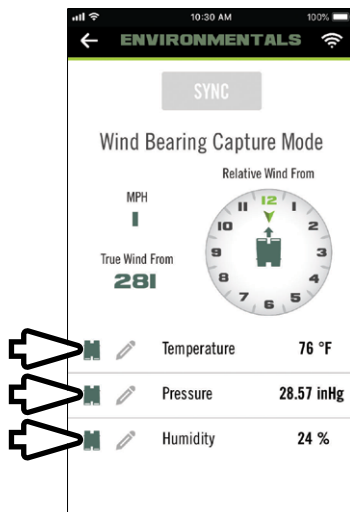 10:30 AM 100%
ENVIRONMENTALS
SYNC
Wind Bearing Capture Mode
Relative Wind From
MPH
1
True Wind From
281
12
1
2
3
4
5
6
7
8
9
10
11
Temperature 76 °F
Pressure 28.57 inHg
Humidity 24 %